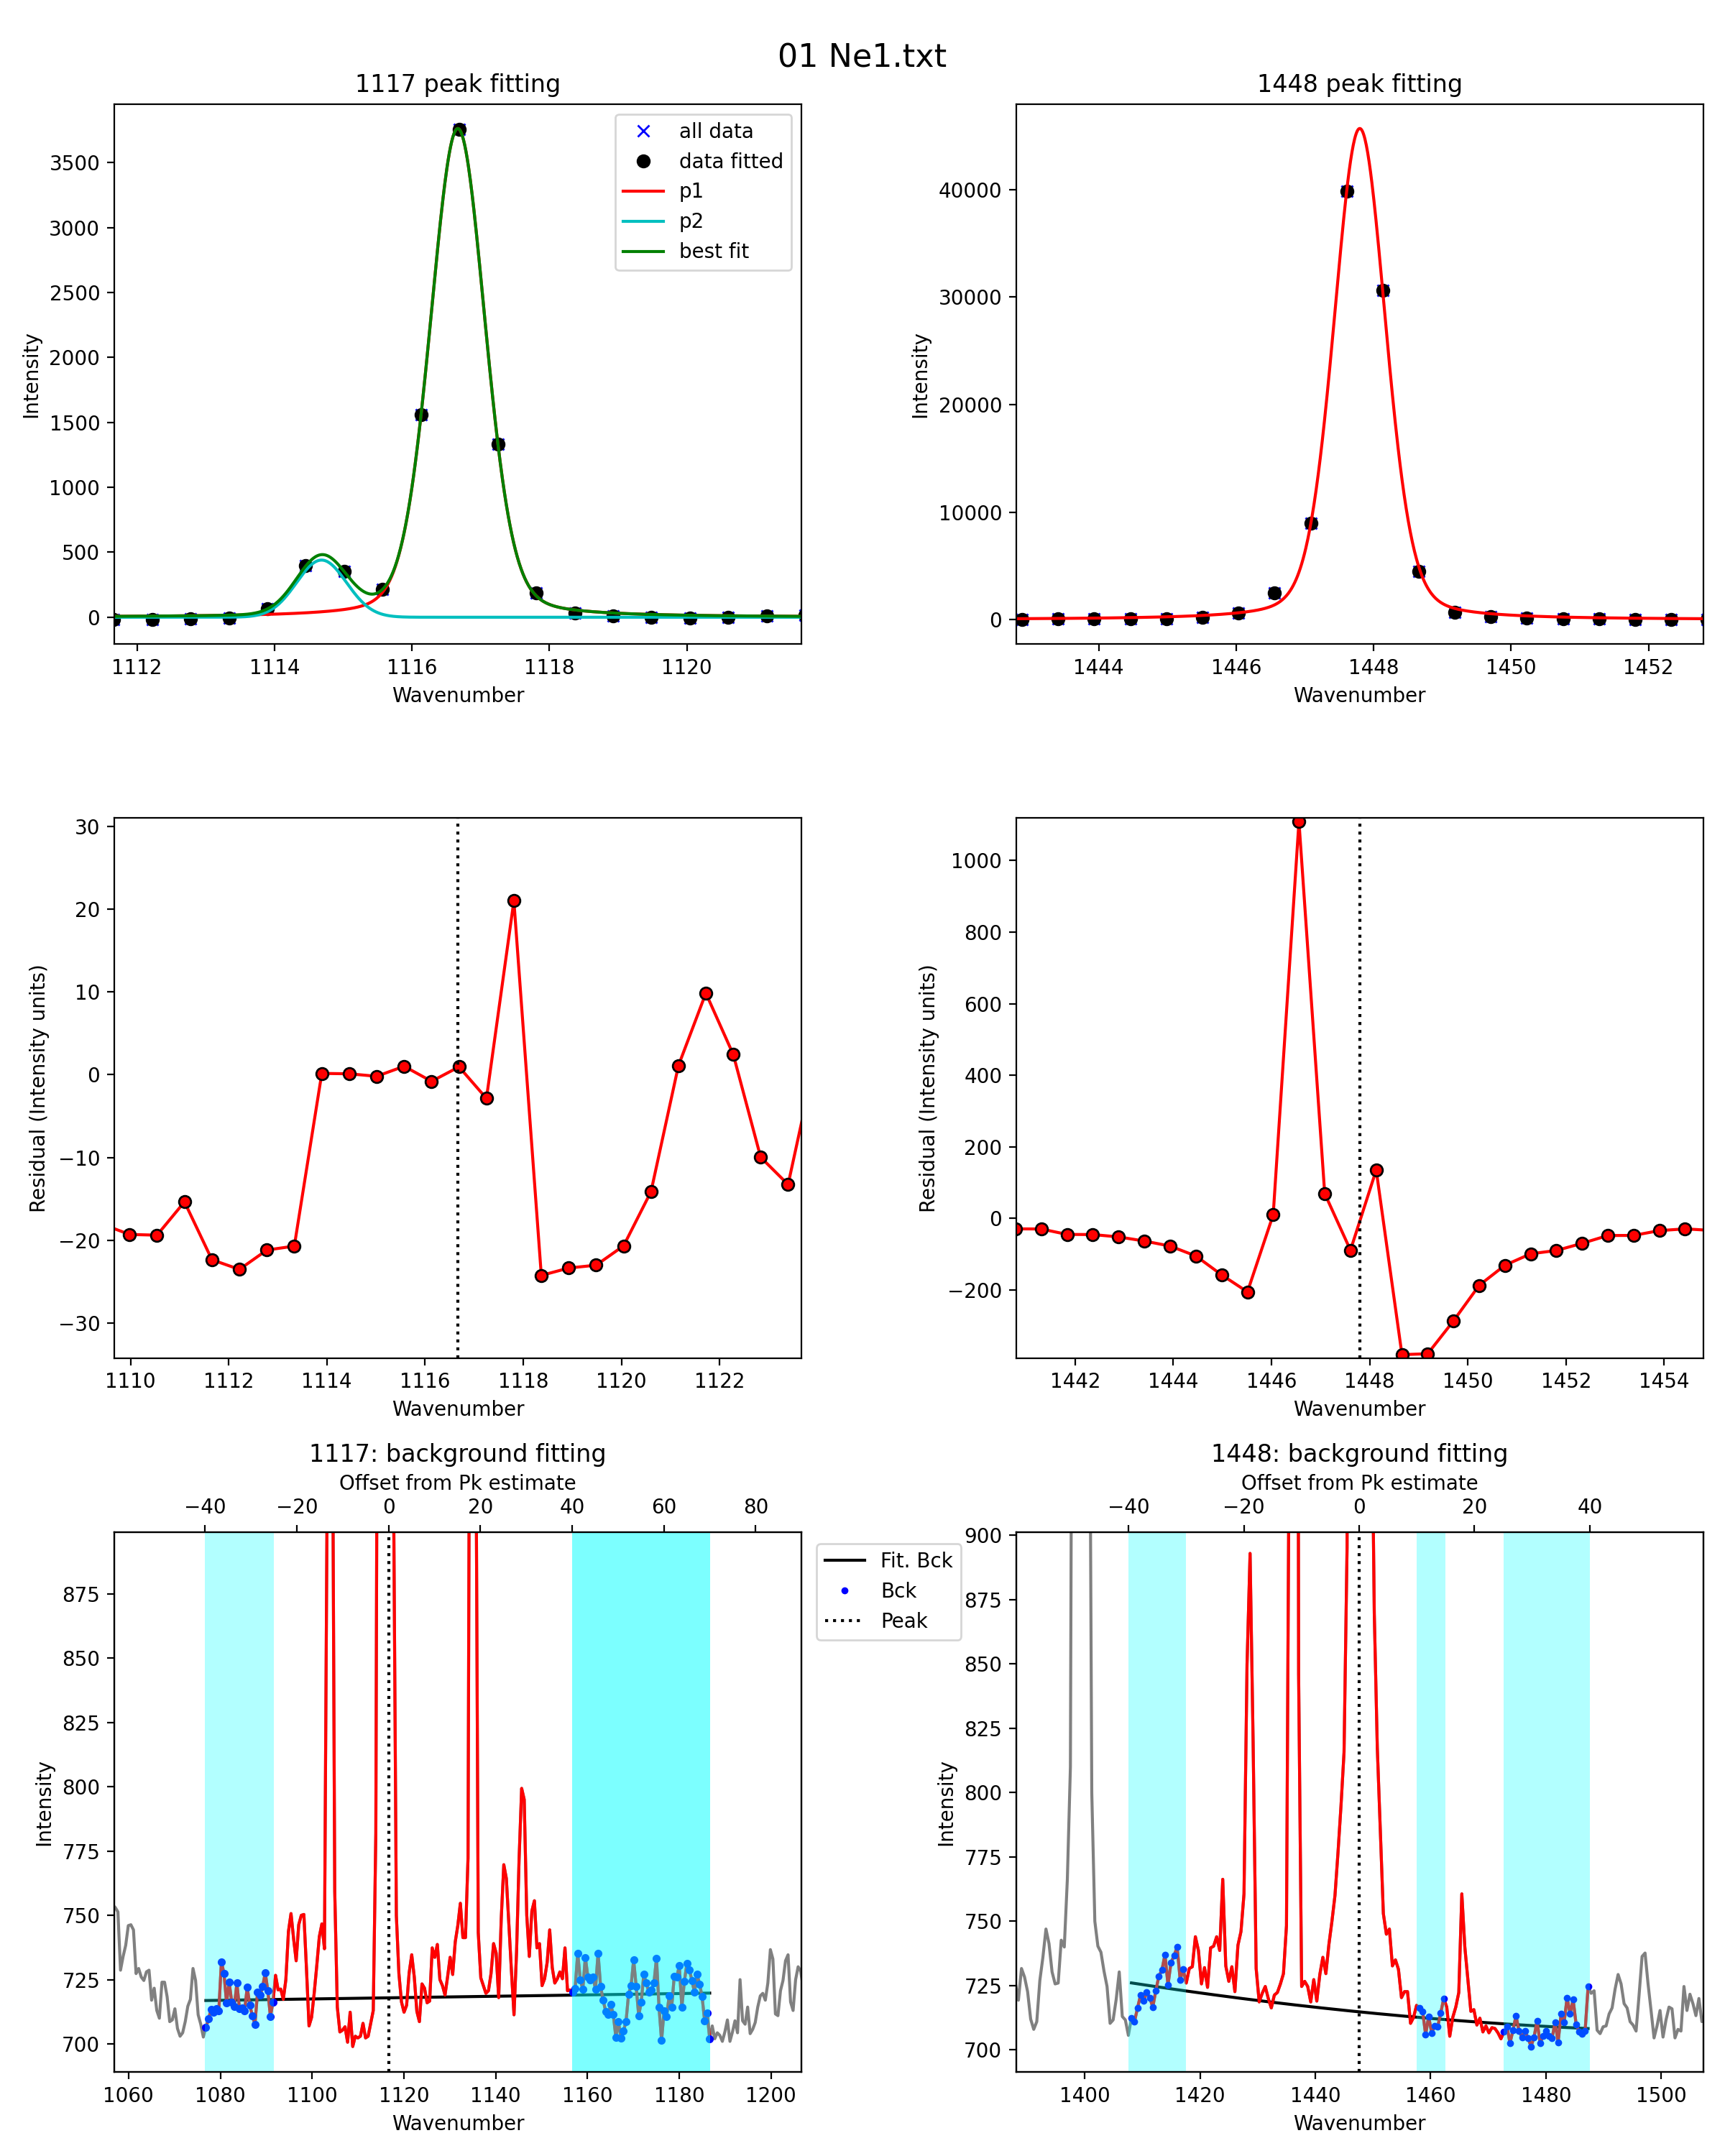 01 Ne1.txt
1117 peak fitting
all data
data fitted
p1
p2
best fit
3500
3000
2500
2000
1500
1000
500
0
Intensity
1112 1114 1116 1118 1120
Wavenumber
1448 peak fitting
40000
30000
20000
10000
0
Intensity
1444 1446 1448 1450 1452
Wavenumber
30
20
10
0
−10
−20
−30
Residual (Intensity units)
1110 1112 1114 1116 1118 1120 1122
Wavenumber
1000
800
600
400
200
0
−200
Residual (Intensity units)
1442 1444 1446 1448 1450 1452 1454
Wavenumber
1117: background fitting
Offset from Pk estimate
−40 −20 0 20 40 60 80
875
850
825
800
775
750
725
700
Intensity
1060 1080 1100 1120 1140 1160 1180 1200
Wavenumber
Fit. Bck
Bck
Peak
1448: background fitting
Offset from Pk estimate
−40 −20 0 20 40
900
875
850
825
800
775
750
725
700
Intensity
1400 1420 1440 1460 1480 1500
Wavenumber